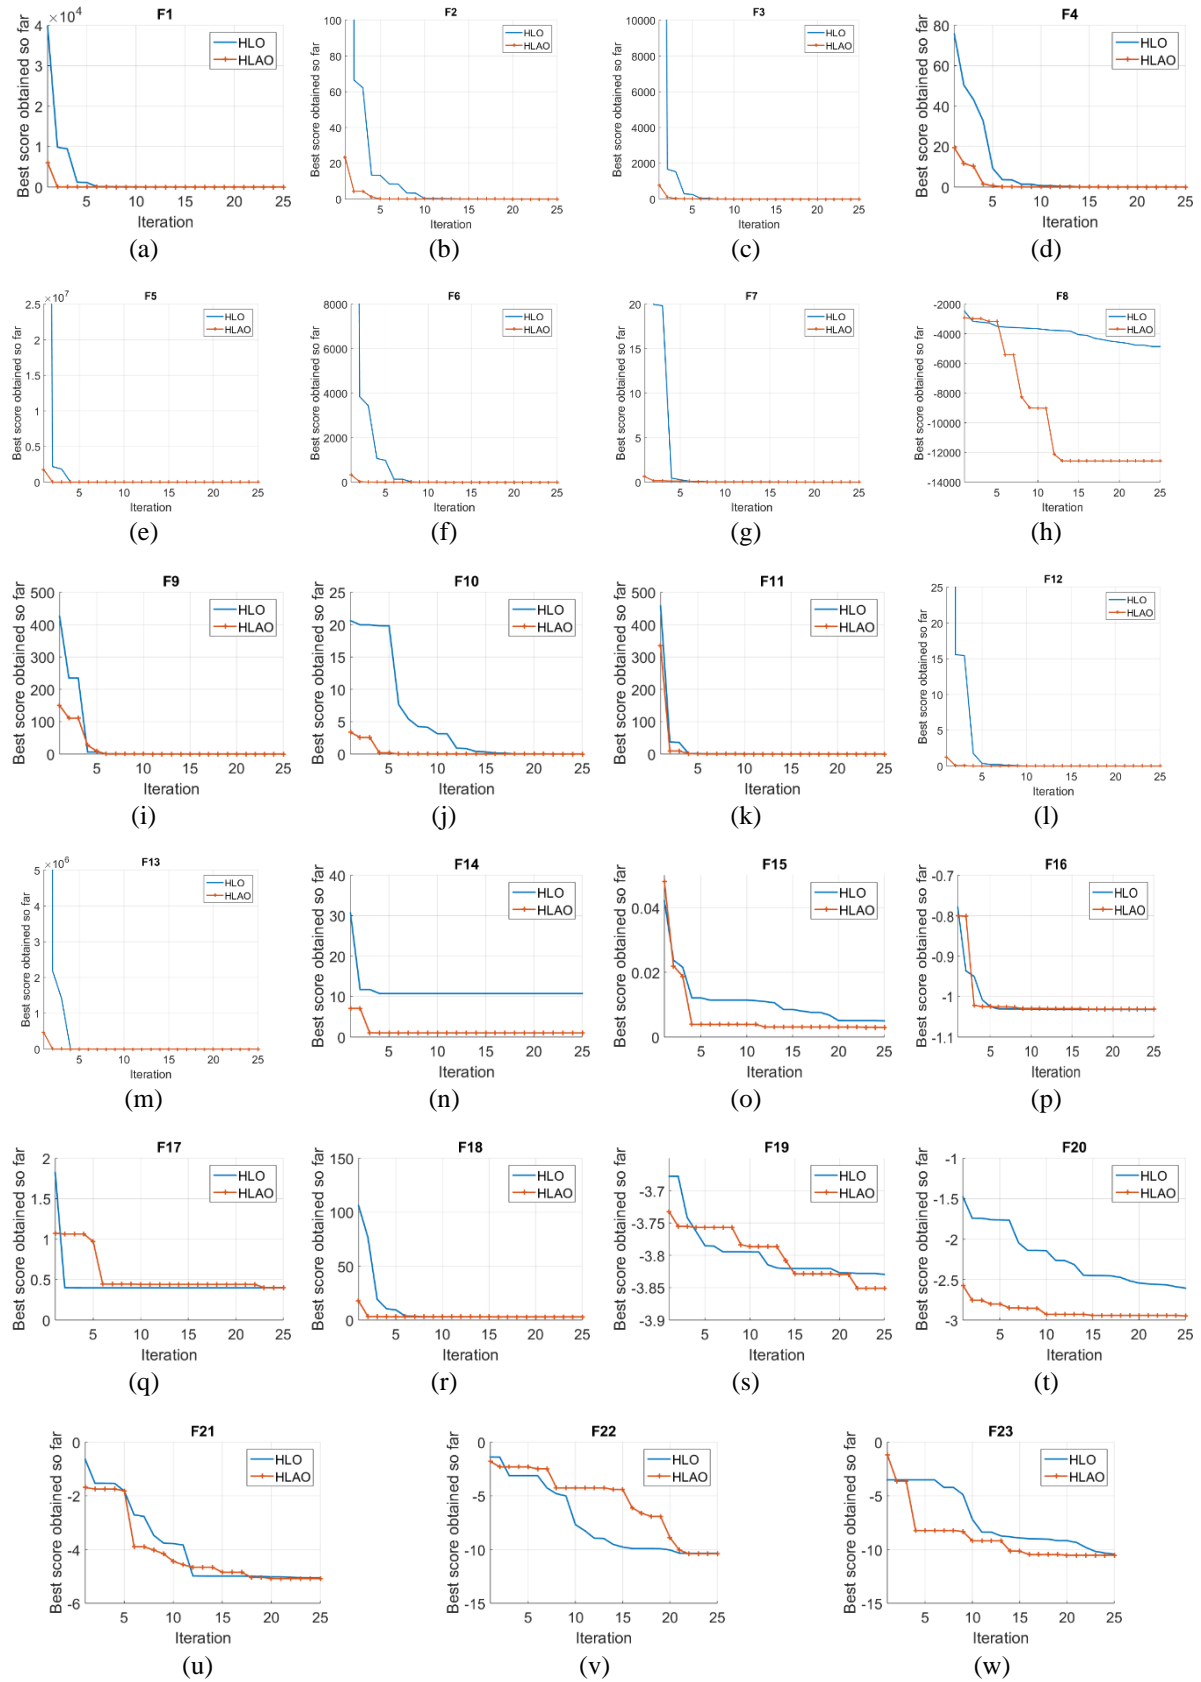 F1
×10^4
Best score obtained so far
4
3
2
1
0
HLO
HLAO
5 10 15 20 25
Iteration
(a)
F2
Best score obtained so far
100
80
60
40
20
0
HLO
HLAO
5 10 15 20 25
Iteration
(b)
F3
Best score obtained so far
10000
8000
6000
4000
2000
0
HLO
HLAO
5 10 15 20 25
Iteration
(c)
F4
Best score obtained so far
80
60
40
20
0
HLO
HLAO
5 10 15 20 25
Iteration
(d)
F5
×10^7
Best score obtained so far
2.5
2
1.5
1
0.5
0
HLO
HLAO
5 10 15 20 25
Iteration
(e)
F6
Best score obtained so far
8000
6000
4000
2000
0
HLO
HLAO
5 10 15 20 25
Iteration
(f)
F7
Best score obtained so far
20
15
10
5
0
HLO
HLAO
5 10 15 20 25
Iteration
(g)
F8
Best score obtained so far
-2000
-4000
-6000
-8000
-10000
-12000
-14000
HLO
HLAO
5 10 15 20 25
Iteration
(h)
F9
Best score obtained so far
500
400
300
200
100
0
HLO
HLAO
5 10 15 20 25
Iteration
(i)
F10
Best score obtained so far
25
20
15
10
5
0
HLO
HLAO
5 10 15 20 25
Iteration
(j)
F11
Best score obtained so far
500
400
300
200
100
0
HLO
HLAO
5 10 15 20 25
Iteration
(k)
F12
Best score obtained so far
25
20
15
10
5
0
HLO
HLAO
5 10 15 20 25
Iteration
(l)
F13
×10^6
Best score obtained so far
5
4
3
2
1
0
HLO
HLAO
5 10 15 20 25
Iteration
(m)
F14
Best score obtained so far
40
30
20
10
0
HLO
HLAO
5 10 15 20 25
Iteration
(n)
F15
Best score obtained so far
0.04
0.02
0
HLO
HLAO
5 10 15 20 25
Iteration
(o)
F16
Best score obtained so far
-0.7
-0.8
-0.9
-1
-1.1
HLO
HLAO
5 10 15 20 25
Iteration
(p)
F17
Best score obtained so far
2
1.5
1
0.5
0
HLO
HLAO
5 10 15 20 25
Iteration
(q)
F18
Best score obtained so far
150
100
50
0
HLO
HLAO
5 10 15 20 25
Iteration
(r)
F19
Best score obtained so far
-3.7
-3.75
-3.8
-3.85
-3.9
HLO
HLAO
5 10 15 20 25
Iteration
(s)
F20
Best score obtained so far
-1
-1.5
-2
-2.5
-3
HLO
HLAO
5 10 15 20 25
Iteration
(t)
F21
Best score obtained so far
0
-2
-4
-6
HLO
HLAO
5 10 15 20 25
Iteration
(u)
F22
Best score obtained so far
0
-5
-10
-15
HLO
HLAO
5 10 15 20 25
Iteration
(v)
F23
Best score obtained so far
0
-5
-10
-15
HLO
HLAO
5 10 15 20 25
Iteration
(w)